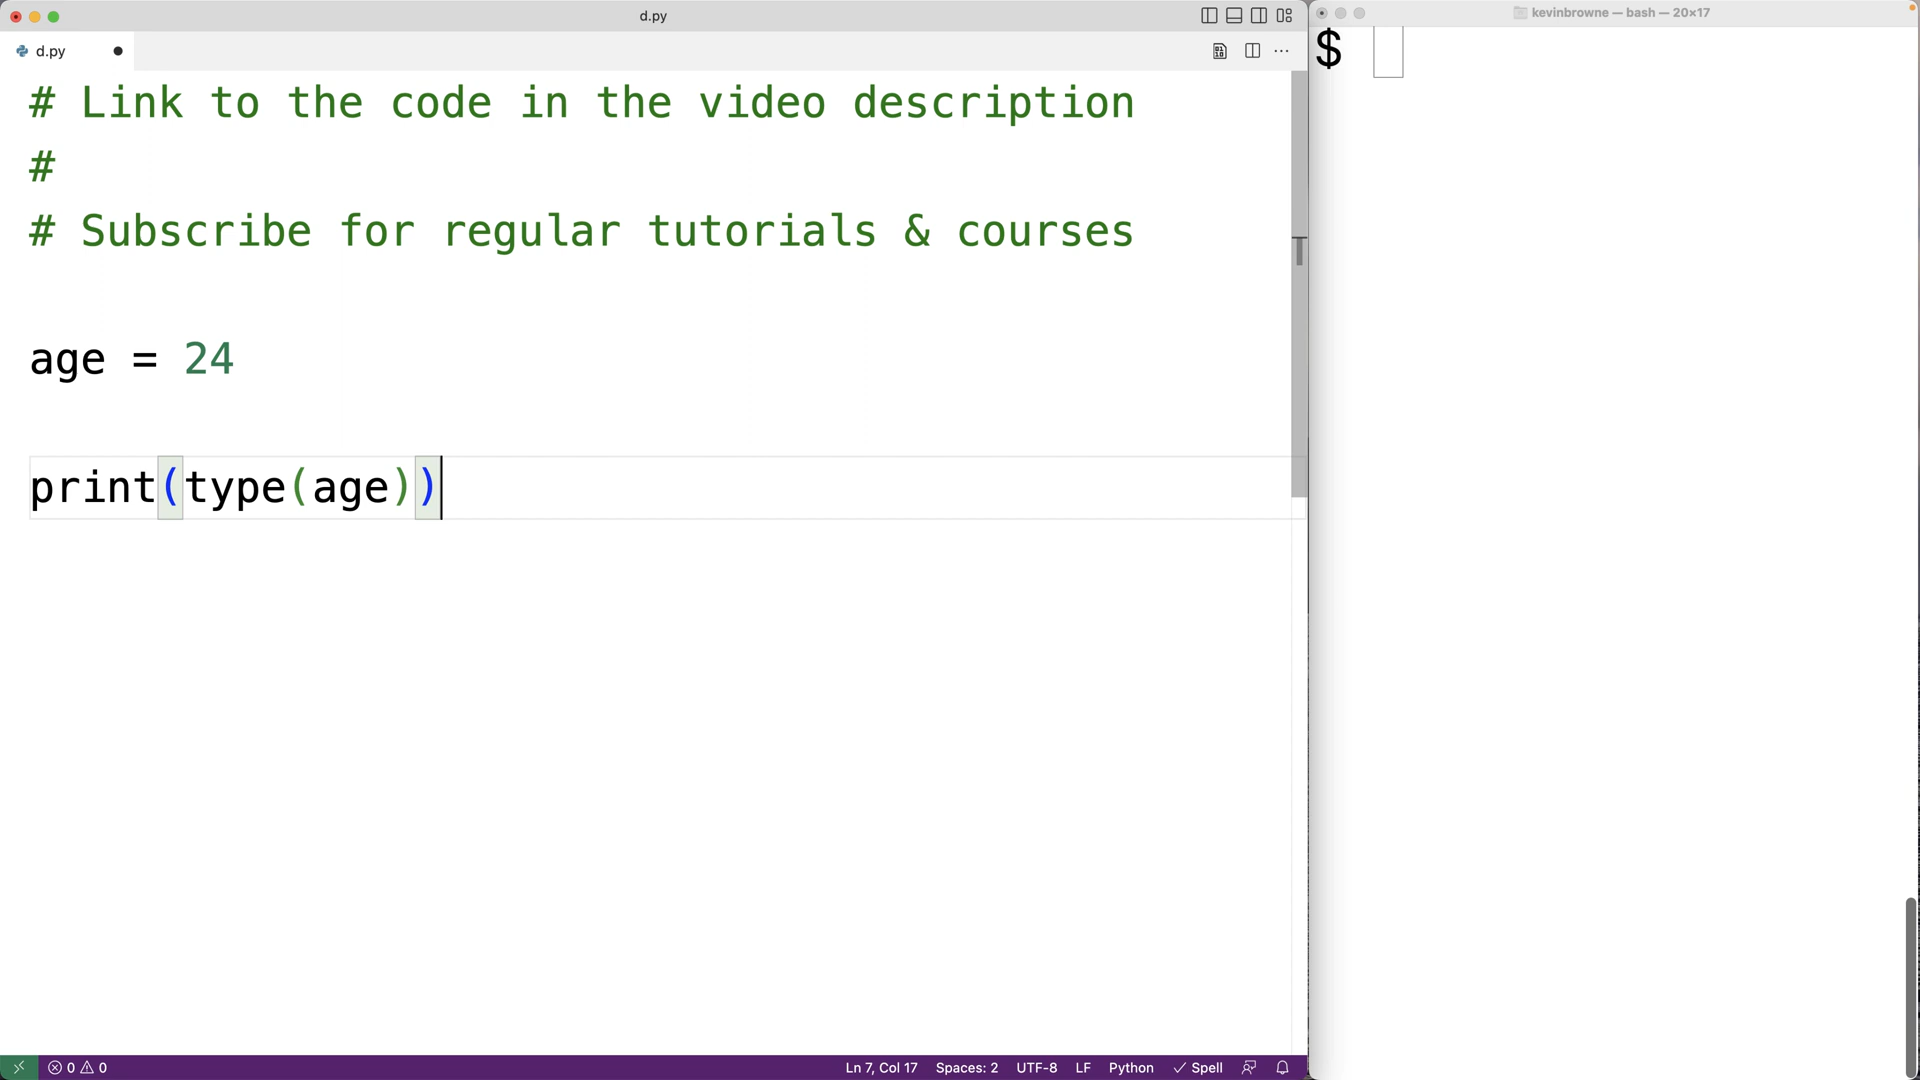 d.py
kevinbrowne — bash — 20×17
d.py
$
# Link to the code in the video description
#
# Subscribe for regular tutorials & courses
age = 24
print(type(age))
0 0
Ln 7, Col 17 Spaces: 2 UTF-8 LF Python Spell